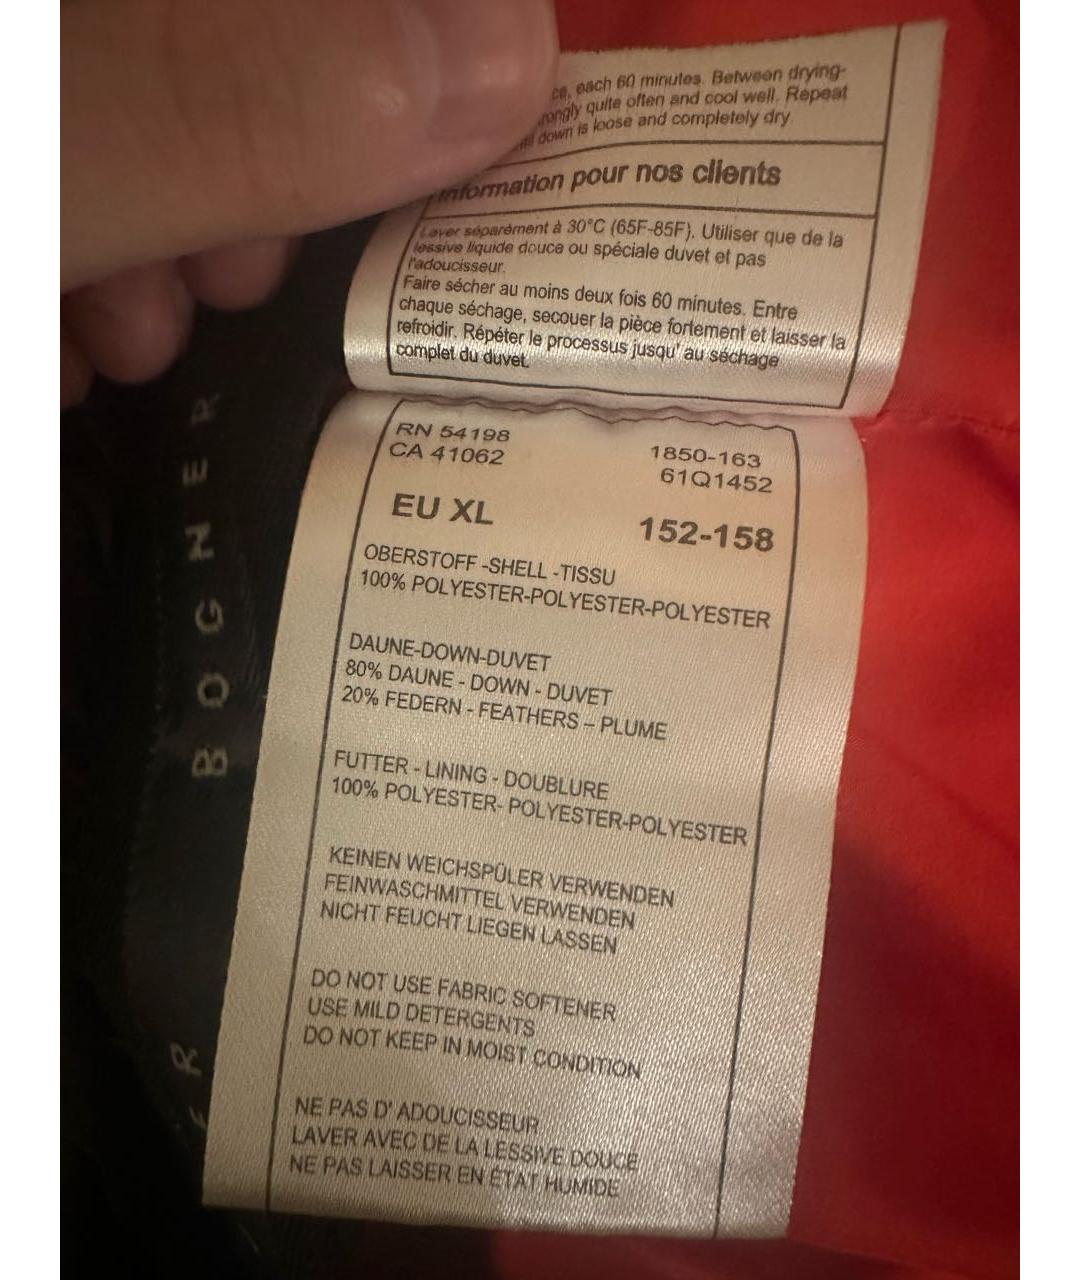 each 60 minutes. Between drying-
quite often and cool well. Repeat
down is loose and completely dry.
Information pour nos clients
Laver séparément à 30°C (65F-85F). Utiliser que de la
lessive liquide douce ou spéciale duvet et pas
l'adoucisseur.
Faire sécher au moins deux fois 60 minutes. Entre
chaque séchage, secouer la pièce fortement et laisser la
refroidir. Répéter le processus jusqu' au séchage
complet du duvet.
RN 54198
CA 41062
1850-163
61Q1452
EU XL
152-158
OBERSTOFF -SHELL -TISSU
100% POLYESTER-POLYESTER-POLYESTER
DAUNE-DOWN-DUVET
80% DAUNE - DOWN - DUVET
20% FEDERN - FEATHERS – PLUME
FUTTER - LINING - DOUBLURE
100% POLYESTER- POLYESTER-POLYESTER
KEINEN WEICHSPÜLER VERWENDEN
FEINWASCHMITTEL VERWENDEN
NICHT FEUCHT LIEGEN LASSEN
DO NOT USE FABRIC SOFTENER
USE MILD DETERGENTS
DO NOT KEEP IN MOIST CONDITION
NE PAS D' ADOUCISSEUR
LAVER AVEC DE LA LESSIVE DOUCE
NE PAS LAISSER EN ÉTAT HUMIDE
BOGNER